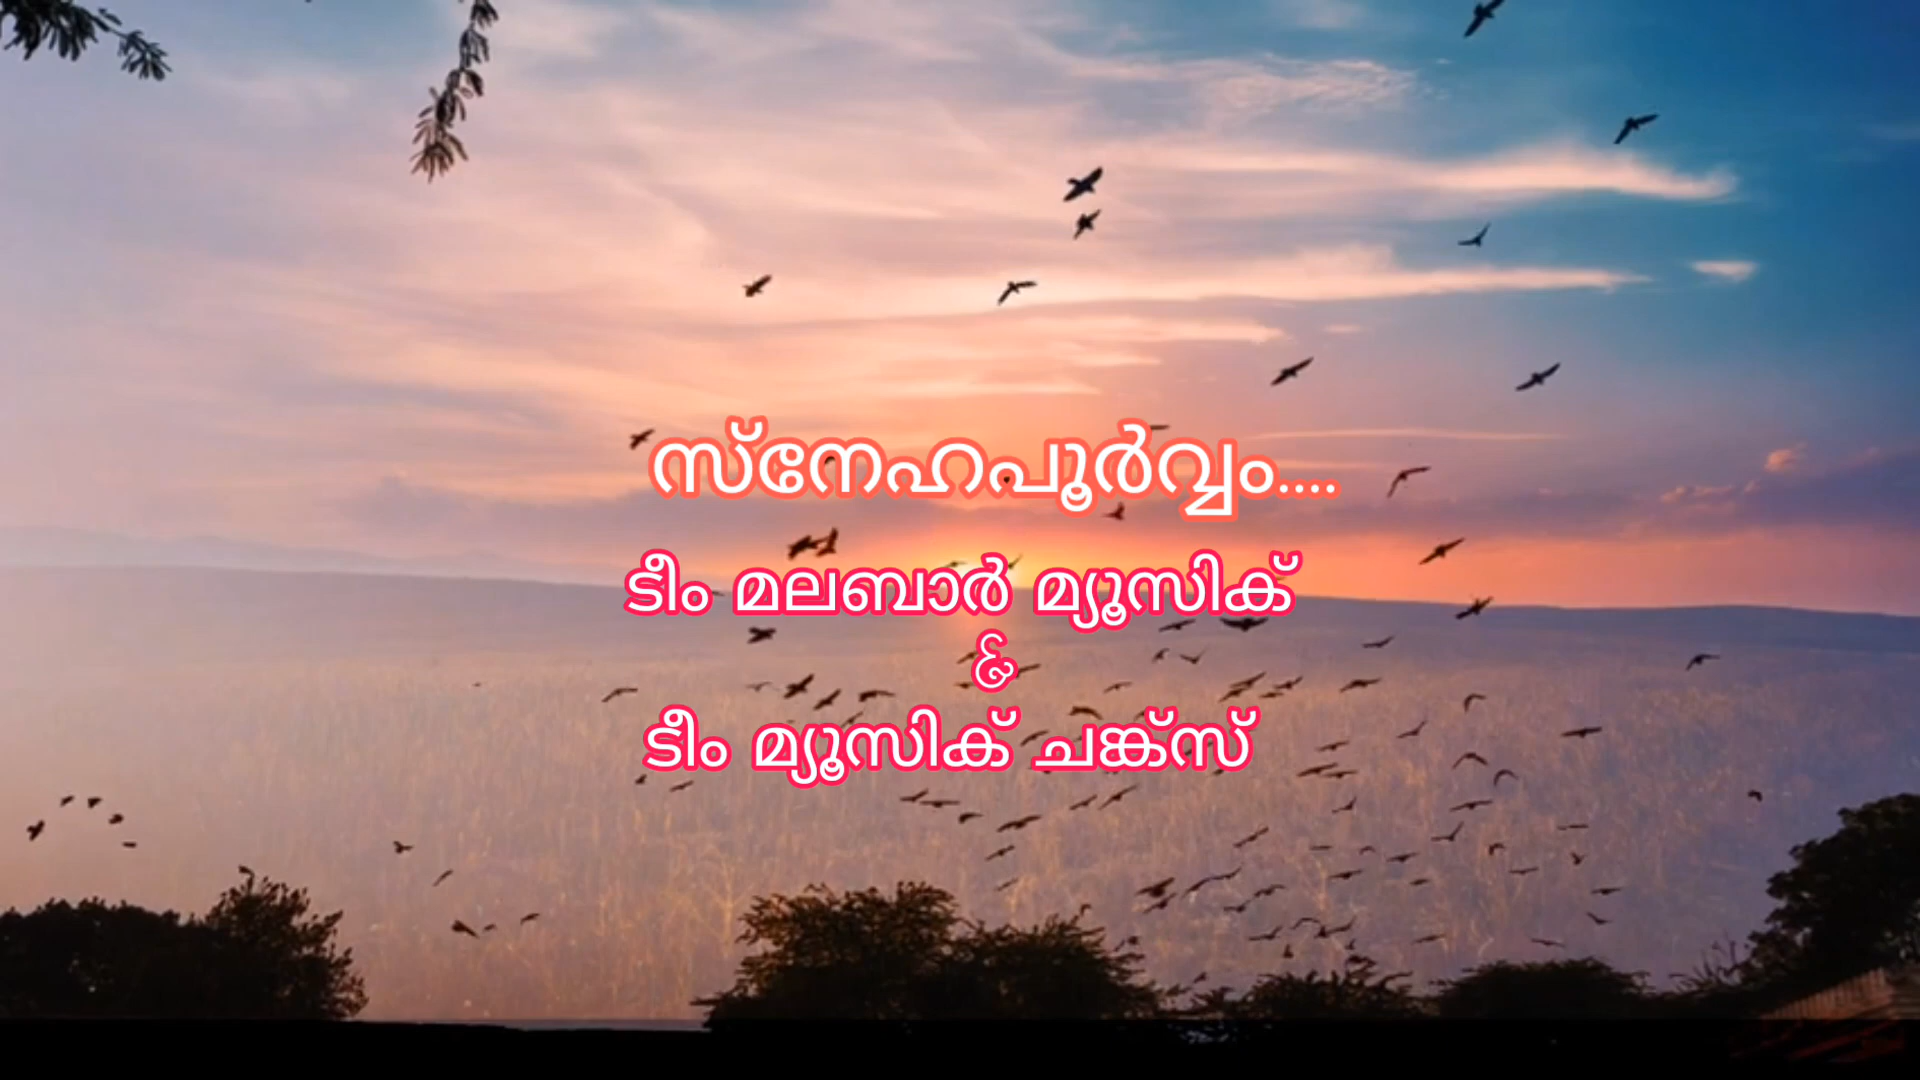 സ്നേഹപൂർവ്വം....
ടീം മലബാർ മ്യൂസിക്
&
ടീം മ്യൂസിക് ചങ്ക്സ്